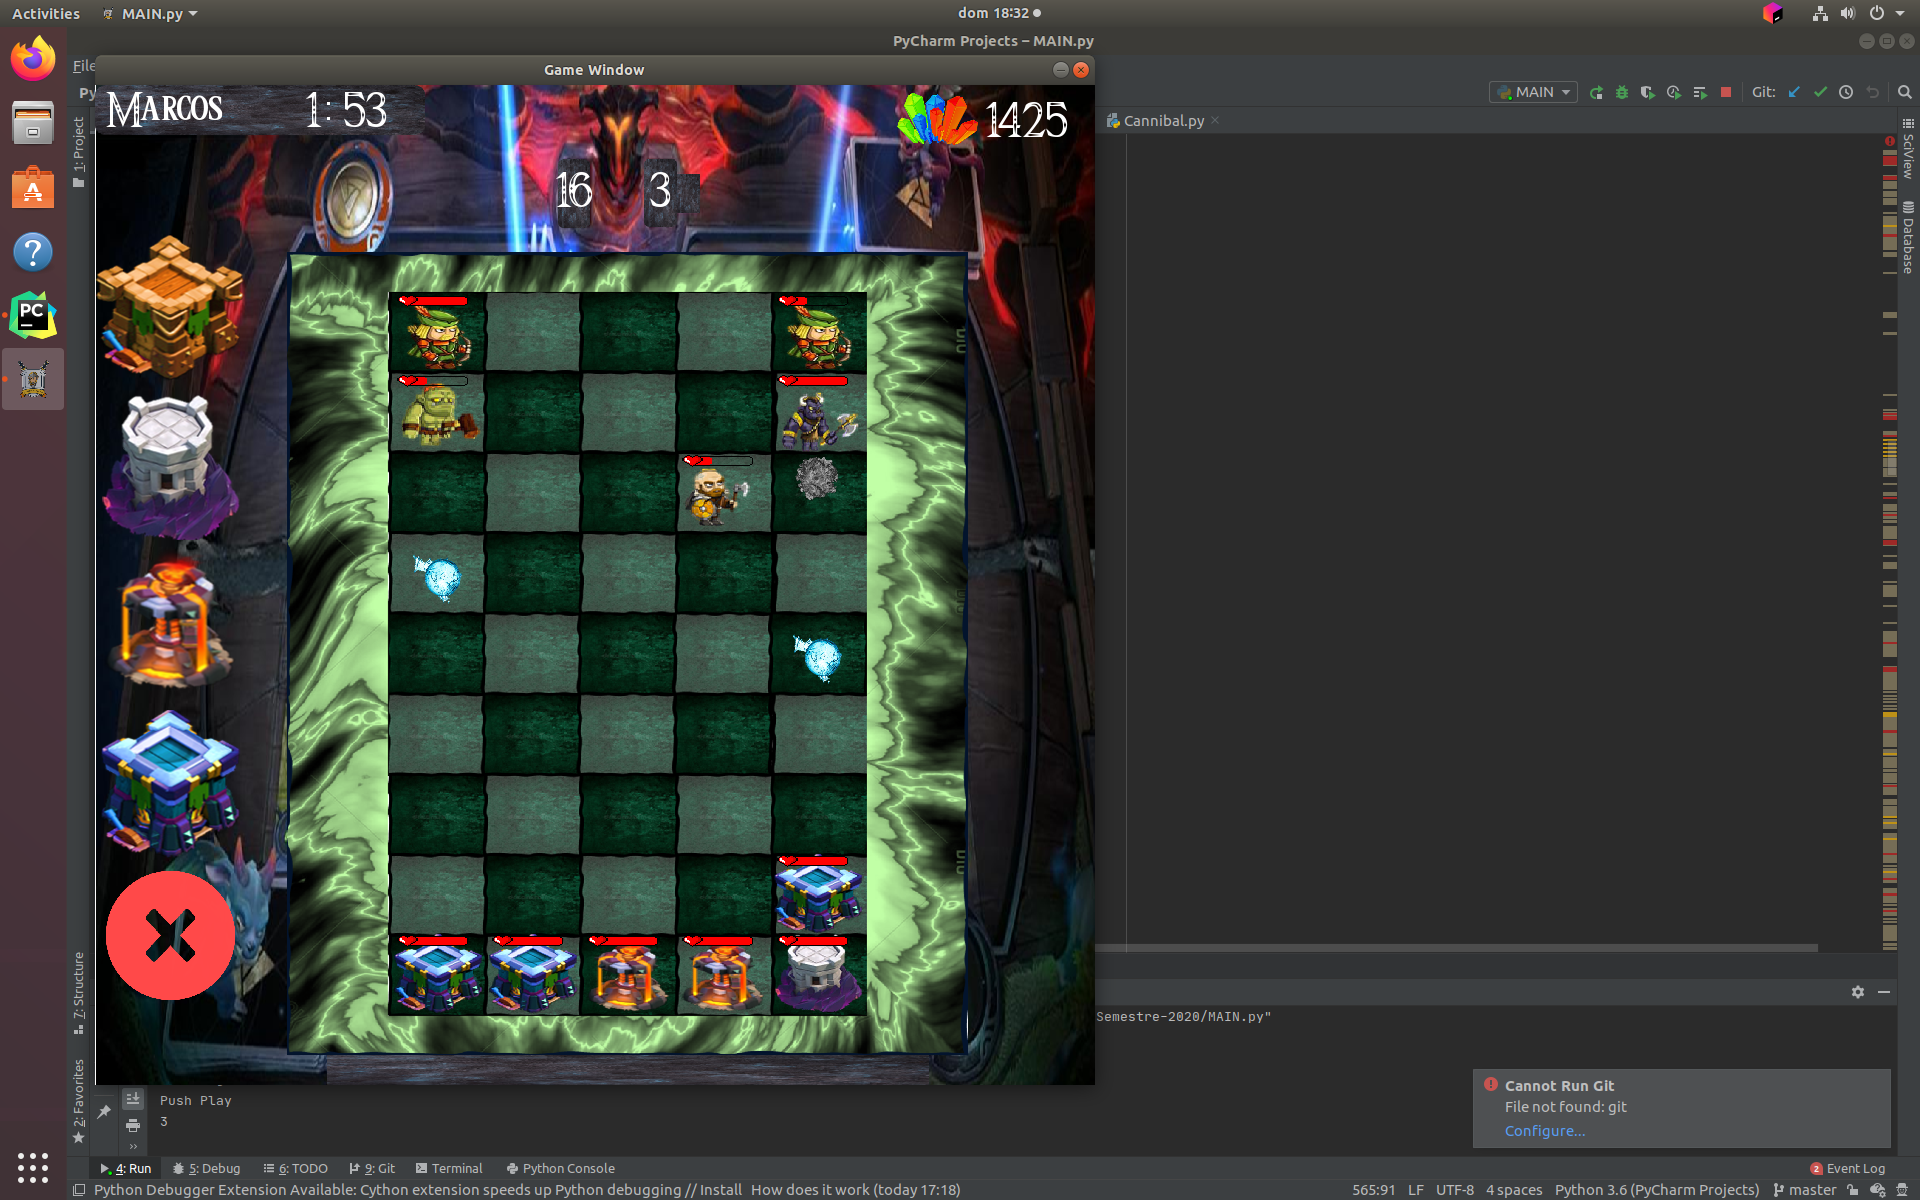 Activities
MAIN.py
dom 18:32
PyCharm Projects – MAIN.py
File
Game Window
Py
MARCOS
1: 53
1425
MAIN
Git:
1: Project
Cannibal.py
SciView
Database
16
3
7: Structure
2: Favorites
Semestre-2020/MAIN.py"
Push Play
3
Cannot Run Git
File not found: git
Configure...
4: Run
5: Debug
6: TODO
9: Git
Terminal
Python Console
2
Event Log
Python Debugger Extension Available: Cython extension speeds up Python debugging // Install How does it work (today 17:18)
565:91
LF
UTF-8
4 spaces
Python 3.6 (PyCharm Projects)
master